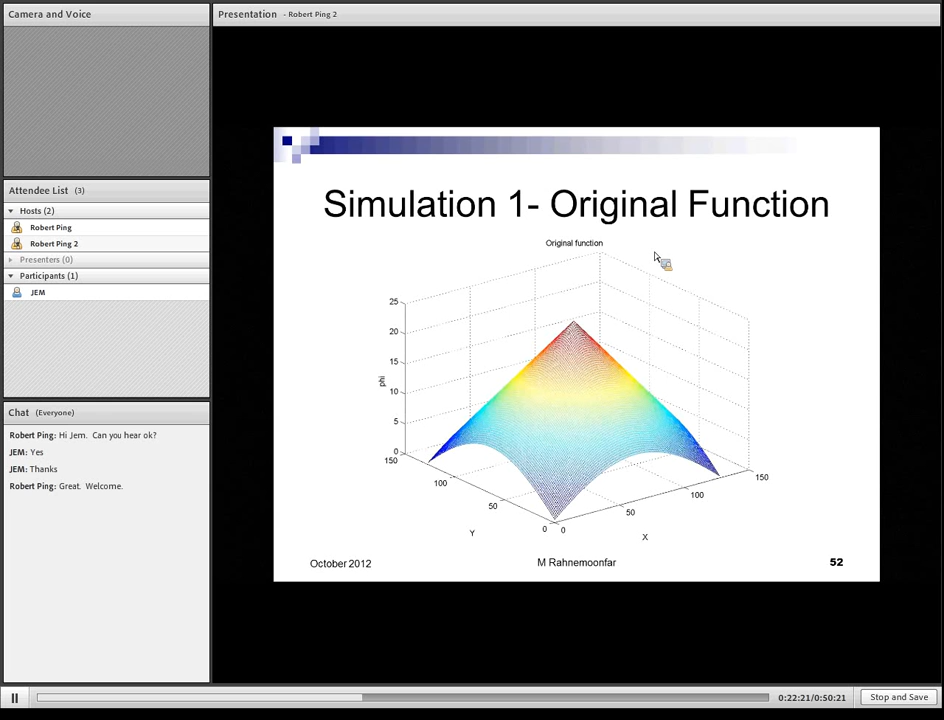 Camera and Voice
Presentation - Robert Ping 2
Attendee List (3)
Hosts (2)
Robert Ping
Robert Ping 2
Presenters (0)
Participants (1)
JEM
Chat (Everyone)
Robert Ping: Hi Jem. Can you hear ok?
JEM: Yes
JEM: Thanks
Robert Ping: Great. Welcome.
Simulation 1- Original Function
Original function
25
20
15
10
5
0
phi
150
100
50
0
Y
0
50
100
150
X
October 2012
M Rahnemoonfar
52
0:22:21/0:50:21
Stop and Save